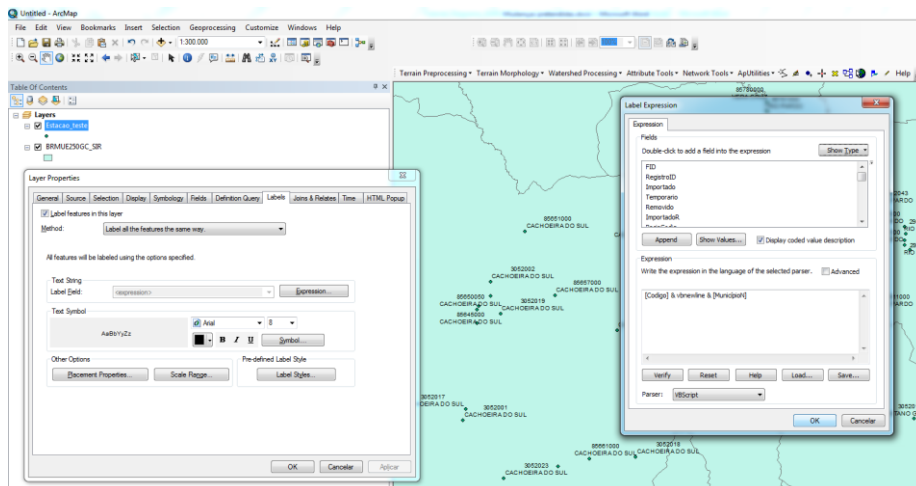 Untitled - ArcMap
File Edit View Bookmarks Insert Selection Geoprocessing Customize Windows Help
1:300.000
Terrain Preprocessing Terrain Morphology Watershed Processing Attribute Tools Network Tools ApUtilities Help
Table Of Contents
Layers
Estacao_teste
BRMUE250GC_SIR
Layer Properties
General Source Selection Display Symbology Fields Definition Query Labels Joins & Relates Time HTML Popup
Label features in this layer
Method: Label all the features the same way.
All features will be labeled using the options specified.
Text String
Label Field: <expression> Expression...
Text Symbol
AaBbYyZz
Arial 8
B I U Symbol...
Other Options Pre-defined Label Style
Placement Properties... Scale Range... Label Styles...
OK Cancelar Aplicar
Label Expression
Expression
Fields
Double-click to add a field into the expression Show Type
FID
RegistroID
Importado
Temporario
Removido
ImportadoR
Append Show Values... Display coded value description
Expression
Write the expression in the language of the selected parser. Advanced
[Codigo] & vbnewline & [MunicipioN]
Verify Reset Help Load... Save...
Parser: VBScript
OK Cancelar
85651000
CACHOEIRA DO SUL
3052002
CACHOEIRA DO SUL
85657000
CACHOEIRA DO SUL
85650050
3052019
CACHOEIRA DO SUL
85645000
CACHOEIRA DO SUL
3052017
3052001
CACHOEIRA DO SUL
85661000
CACHOEIRA DO SUL
3052018
CACHOEIRA DO SUL
3052023
CACHOEIRA DO SUL